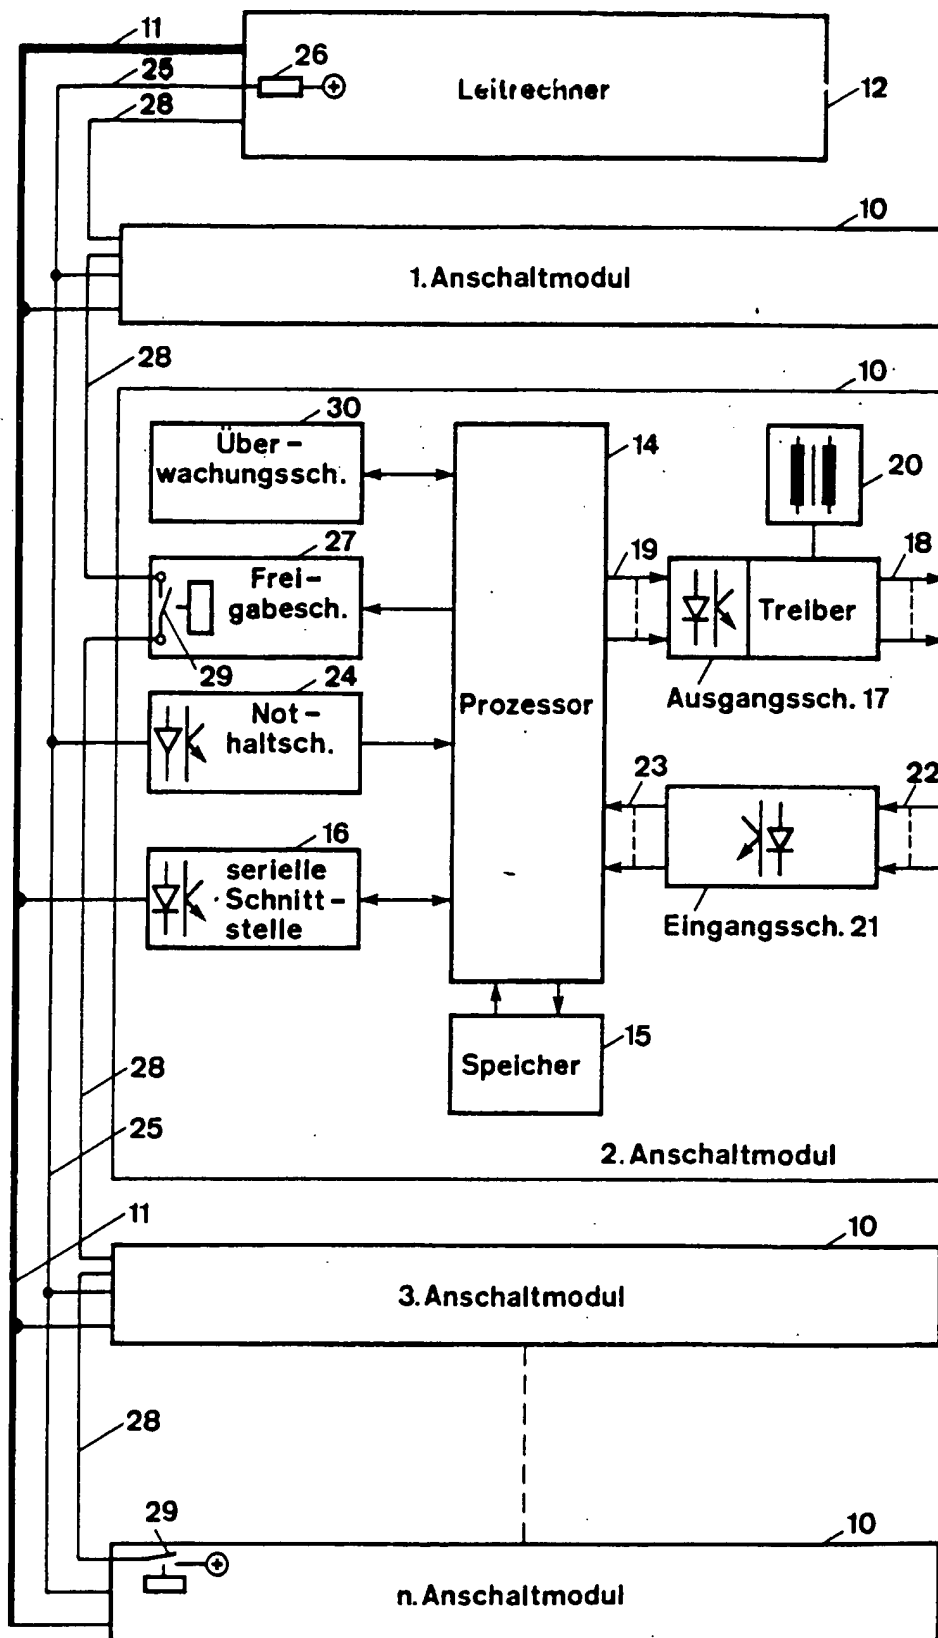 11
25
26
Leitrechner
12
28
10
1. Anschaltmodul
28
10
30
Über-
wachungssch.
14
20
27
Frei-
gabesch.
19
18
Treiber
29
24
Not-
haltsch.
Prozessor
Ausgangssch. 17
23
22
16
serielle
Schnitt-
stelle
Eingangssch. 21
15
Speicher
28
25
2. Anschaltmodul
11
10
3. Anschaltmodul
28
29
10
n. Anschaltmodul